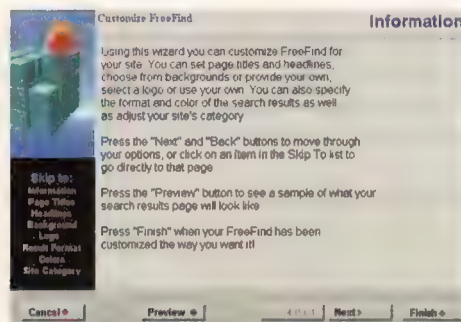 Customize FreeFind
Information
Using this wizard you can customize FreeFind for
your site. You can set page titles and headlines,
choose from backgrounds or provide your own,
select a logo or use your own. You can also specify
the format and color of the search results as well
as adjust your site's category
Press the "Next" and "Back" buttons to move through
your options, or click on an item in the Skip To list to
go directly to that page
Press the "Preview" button to see a sample of what your
search results page will look like
Press "Finish" when your FreeFind has been
customized the way you want it!
Skip to:
Information
Page Titles
Headings
Background
Logo
Result Format
Colors
Site Category
Cancel
Preview
Next
Finish